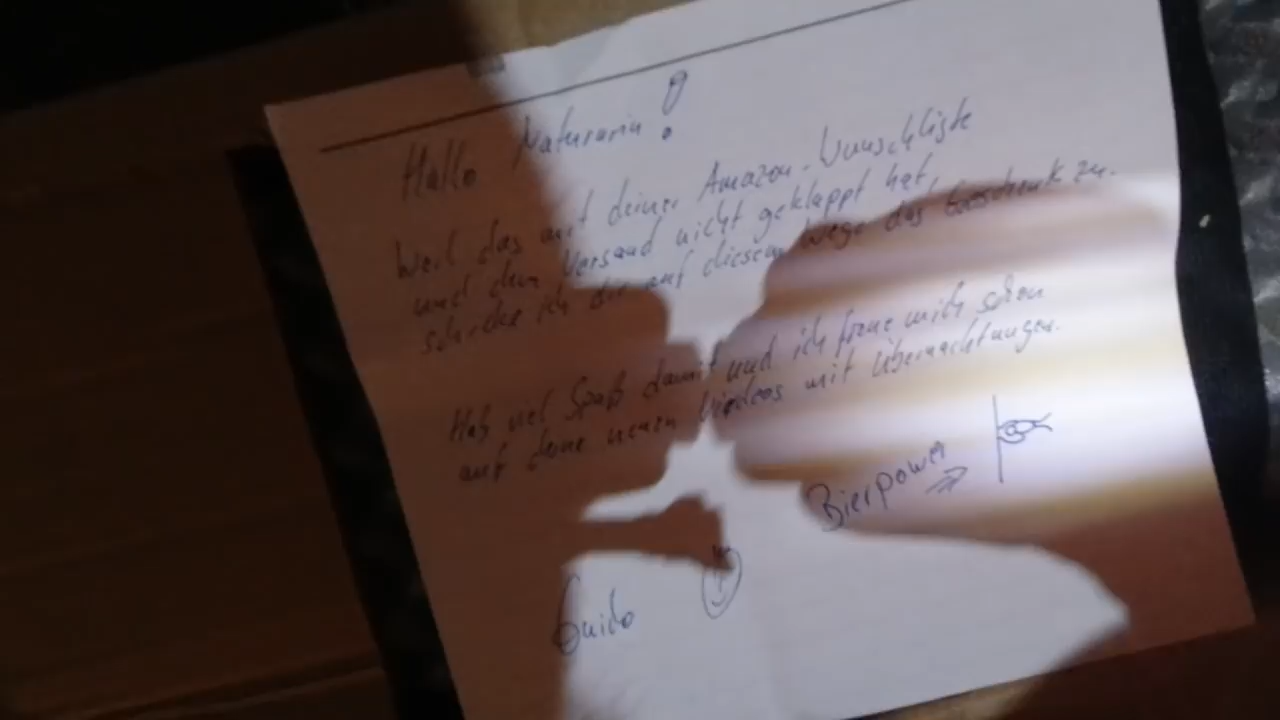 Hallo Naturarin!
Weil das mit deiner Amazon-Wunschliste
und dem Versand nicht geklappt hat,
schicke ich dir auf diesem Wege das Geschenk zu.
Hab viel Spaß damit und ich freue mich schon
auf deine neuen Videos mit Übernachtungen.
Bierpower
Guido